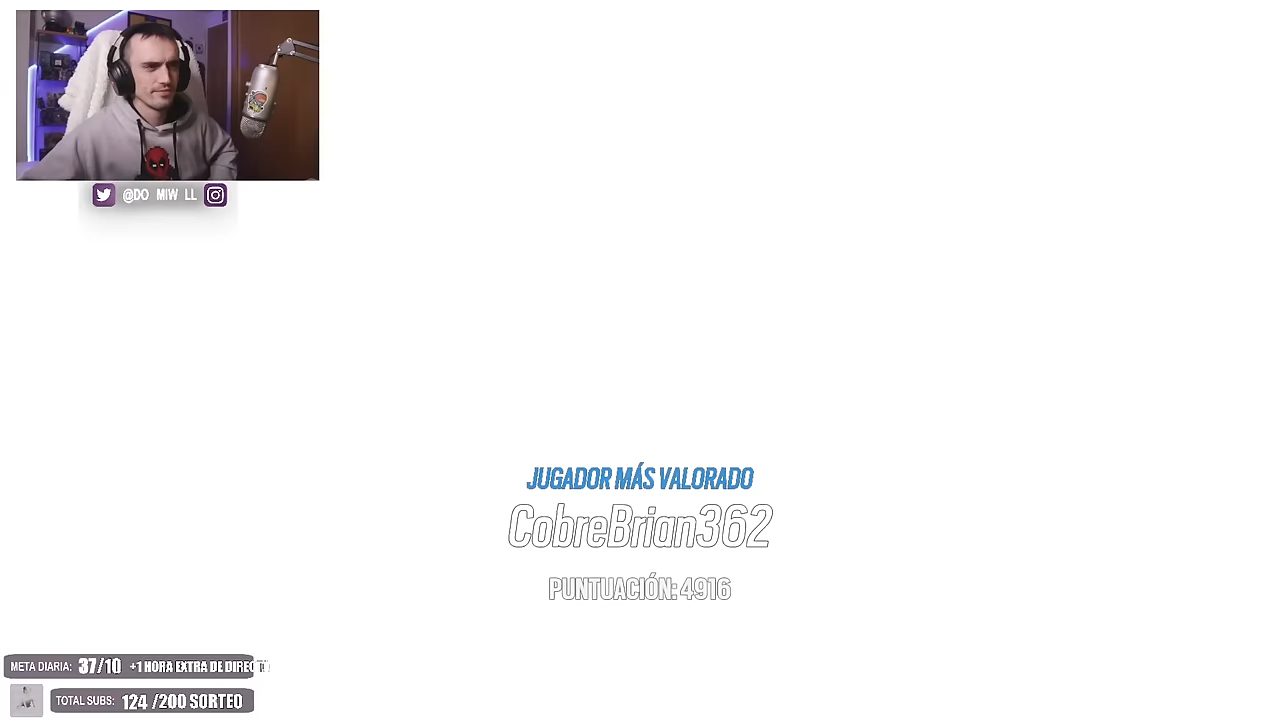 @DO MIW LL
JUGADOR MÁS VALORADO
CobreBrian362
PUNTUACIÓN: 4916
META DIARIA: 37/10 +1 HORA EXTRA DE DIRECTO
TOTAL SUBS: 124 /200 SORTEO